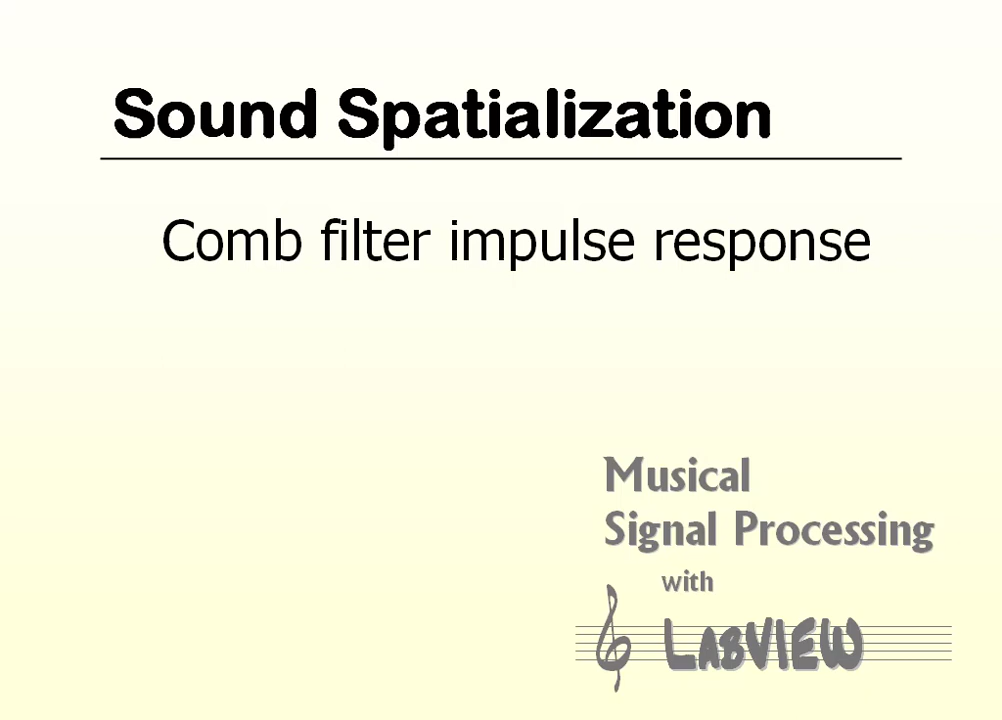 Sound Spatialization
Comb filter impulse response
Musical
Signal Processing
with
LABVIEW